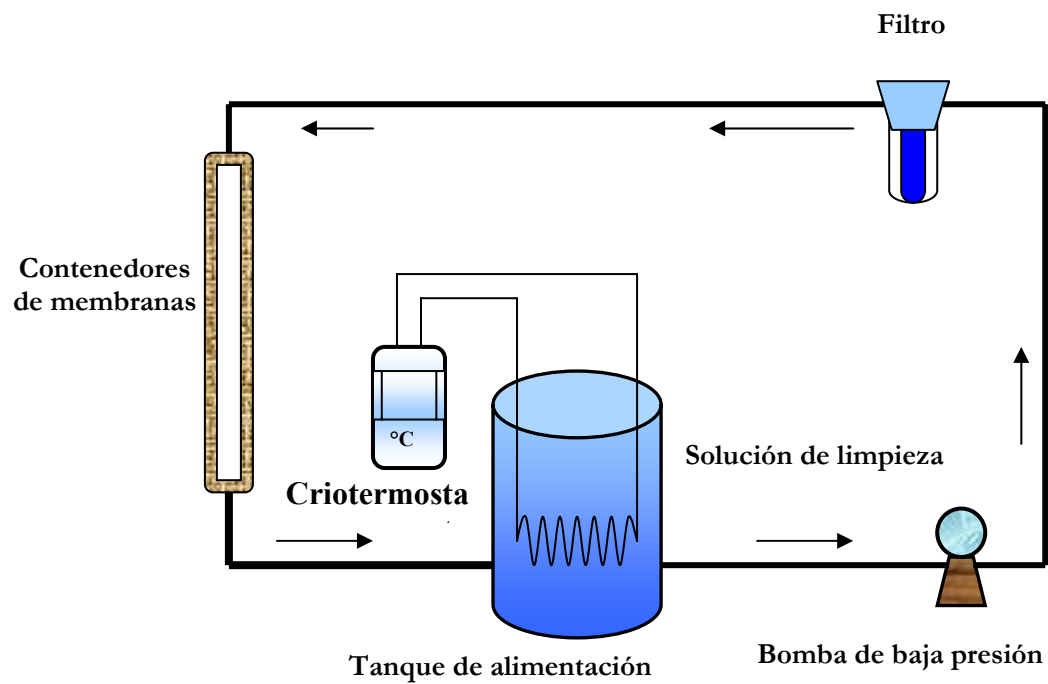 Filtro
Contenedores
de membranas
°C
Solución de limpieza
Criotermosta
Bomba de baja presión
Tanque de alimentación